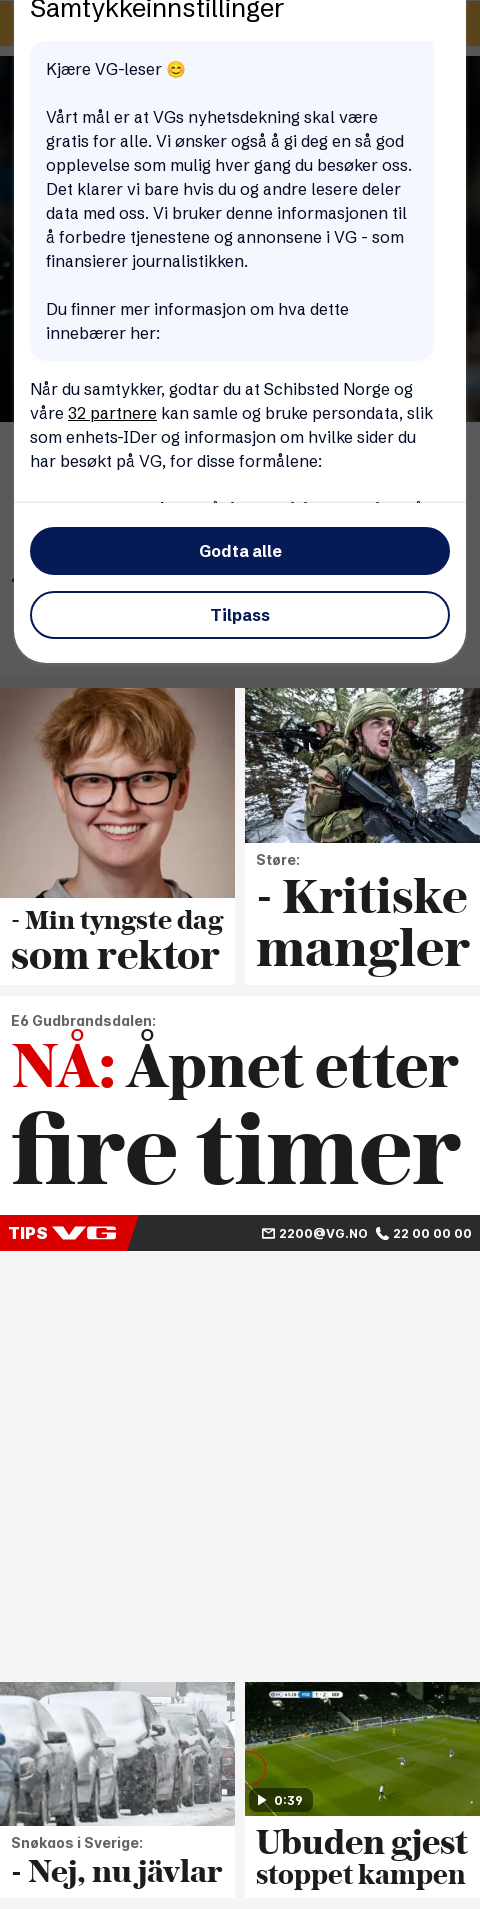 Samtykkeinnstillinger
Kjære VG-leser 😊
Vårt mål er at VGs nyhetsdekning skal være
gratis for alle. Vi ønsker også å gi deg en så god
opplevelse som mulig hver gang du besøker oss.
Det klarer vi bare hvis du og andre lesere deler
data med oss. Vi bruker denne informasjonen til
å forbedre tjenestene og annonsene i VG - som
finansierer journalistikken.
Du finner mer informasjon om hva dette
innebærer her:
Når du samtykker, godtar du at Schibsted Norge og
våre 32 partnere kan samle og bruke persondata, slik
som enhets-IDer og informasjon om hvilke sider du
har besøkt på VG, for disse formålene:
Godta alle
Tilpass
- Min tyngste dag
som rektor
Støre:
- Kritiske
mangler
E6 Gudbrandsdalen:
NÅ: Åpnet etter
fire timer
TIPS VG
2200@VG.NO 22 00 00 00
Snøkaos i Sverige:
- Nej, nu jävlar
0:39
Ubuden gjest
stoppet kampen